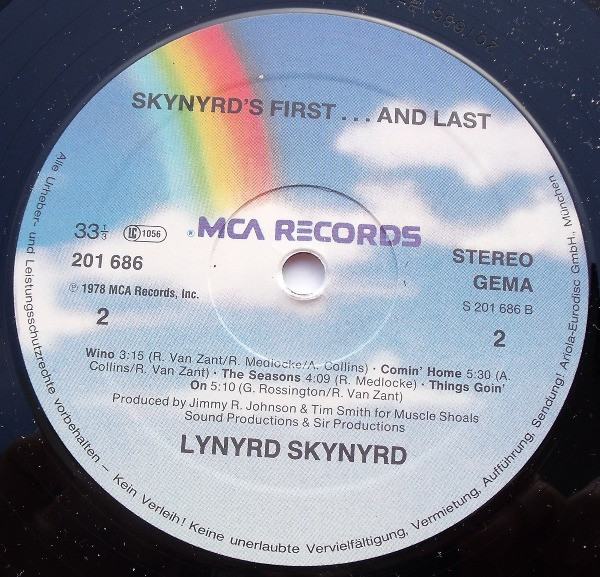 SKYNYRD'S FIRST . . . AND LAST
MCA RECORDS
33⅓ LC 1056
201 686
℗ 1978 MCA Records, Inc.
2
STEREO
GEMA
S 201 686 B
2
Wino 3:15 (R. Van Zant/R. Medlocke/A. Collins) · Comin' Home 5:30 (A.
Collins/R. Van Zant) · The Seasons 4:09 (R. Medlocke) · Things Goin'
On 5:10 (G. Rossington/R. Van Zant)
Produced by Jimmy R. Johnson & Tim Smith for Muscle Shoals
Sound Productions & Sir Productions
LYNYRD SKYNYRD
Alle Urheber- und Leistungsschutzrechte vorbehalten – Kein Verleih! Keine unerlaubte Vervielfältigung, Vermietung, Aufführung, Sendung! Ariola-Eurodisc GmbH., München